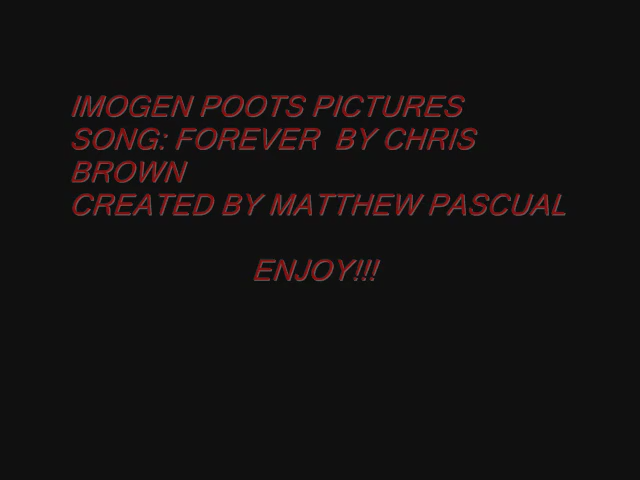 IMOGEN POOTS PICTURES
SONG: FOREVER  BY CHRIS
BROWN
CREATED BY MATTHEW PASCUAL
ENJOY!!!